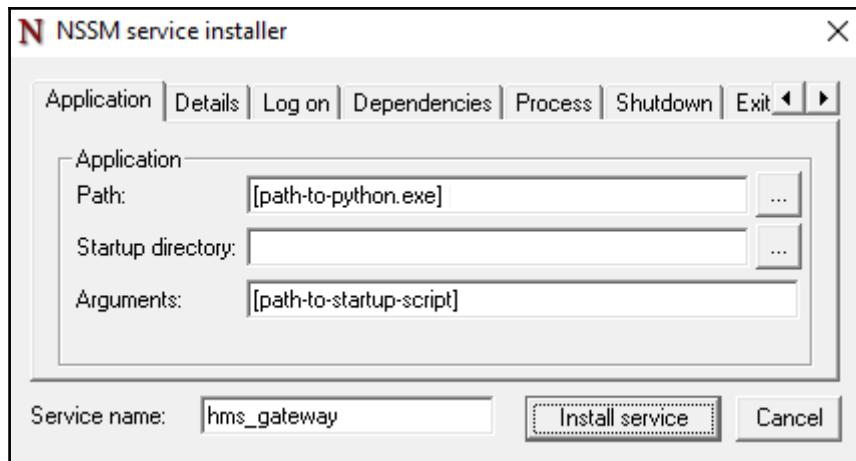 N NSSM service installer
Application Details Log on Dependencies Process Shutdown Exit
Application
Path: [path-to-python.exe] ...
Startup directory: ...
Arguments: [path-to-startup-script]
Service name: hms_gateway Install service Cancel